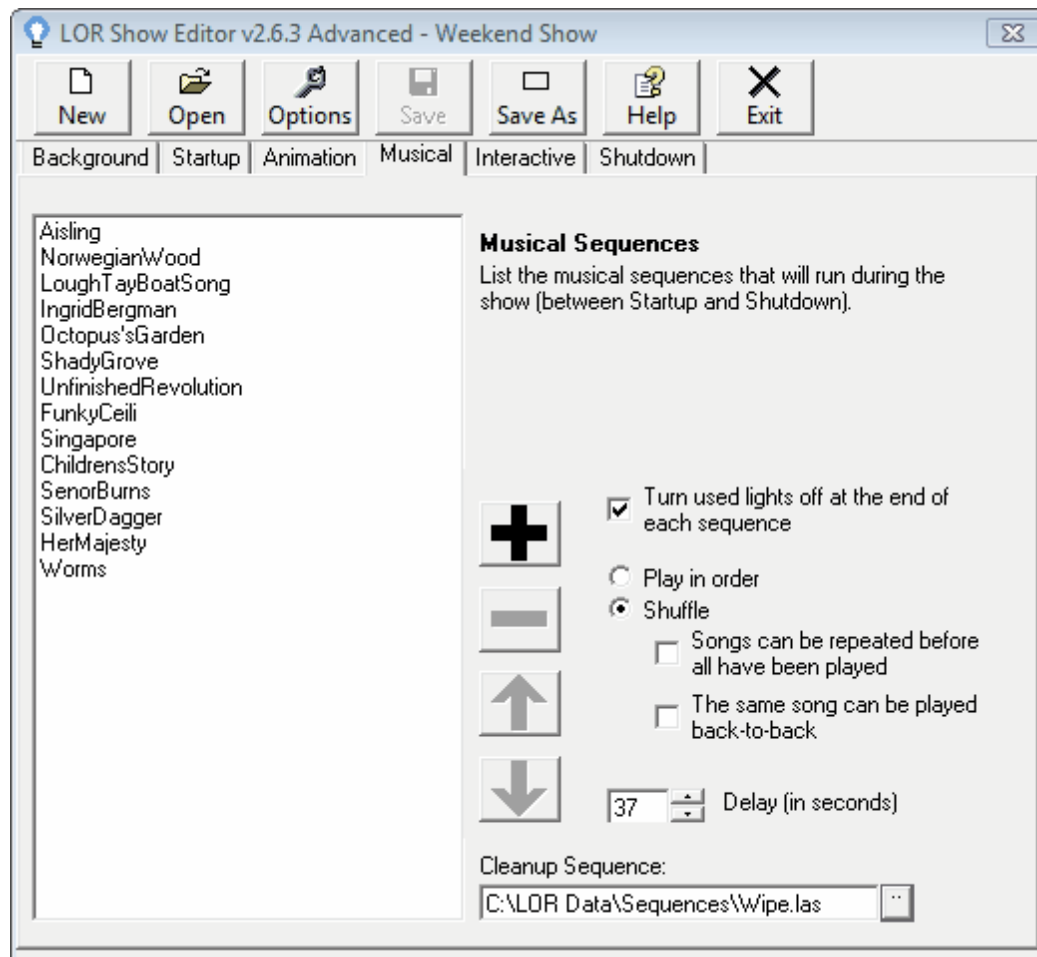 LOR Show Editor v2.6.3 Advanced - Weekend Show
New Open Options Save Save As Help Exit
Background Startup Animation Musical Interactive Shutdown
Aisling
NorwegianWood
LoughTayBoatSong
IngridBergman
Octopus'sGarden
ShadyGrove
UnfinishedRevolution
FunkyCeili
Singapore
ChildrensStory
SenorBurns
SilverDagger
HerMajesty
Worms
Musical Sequences
List the musical sequences that will run during the
show (between Startup and Shutdown).
Turn used lights off at the end of
each sequence
Play in order
Shuffle
Songs can be repeated before
all have been played
The same song can be played
back-to-back
37 Delay (in seconds)
Cleanup Sequence:
C:\LOR Data\Sequences\Wipe.las ..